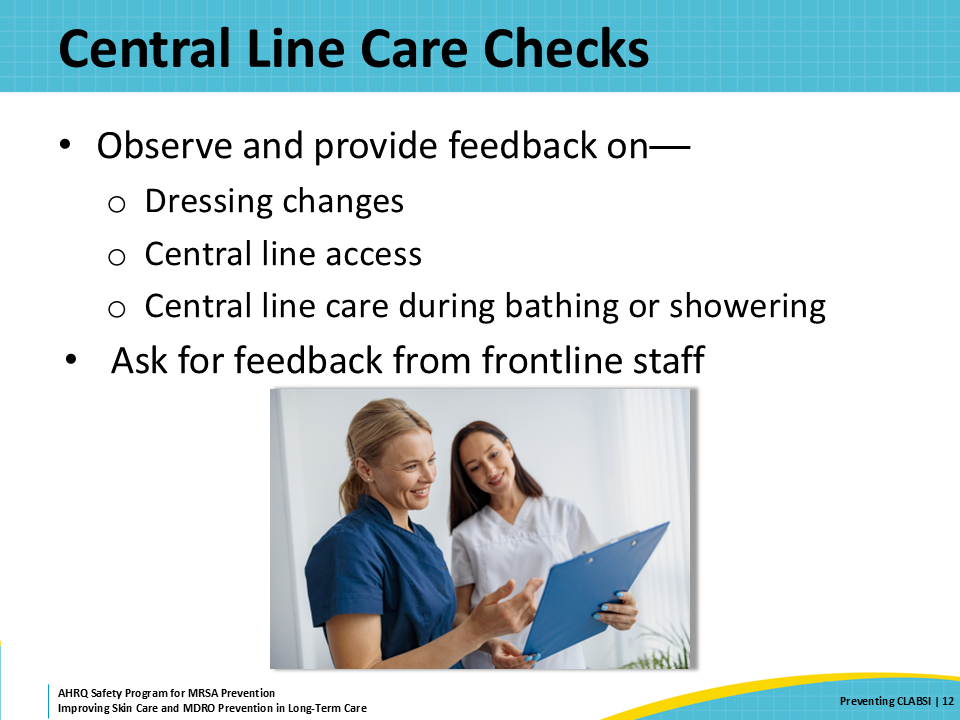 Central Line Care Checks
• Observe and provide feedback on—
o Dressing changes
o Central line access
o Central line care during bathing or showering
• Ask for feedback from frontline staff
AHRQ Safety Program for MRSA Prevention
Improving Skin Care and MDRO Prevention in Long-Term Care
Preventing CLABSI | 12